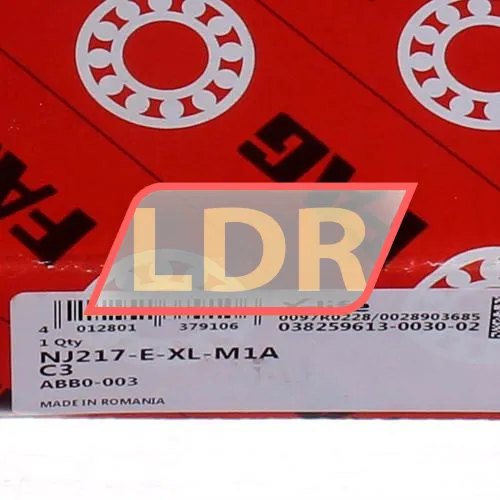 FAG
LDR
0097R0228/0028903685
4 012801 379106
038259613-0030-02
1 Qty
NJ217-E-XL-M1A
C3
ABB0-003
MADE IN ROMANIA